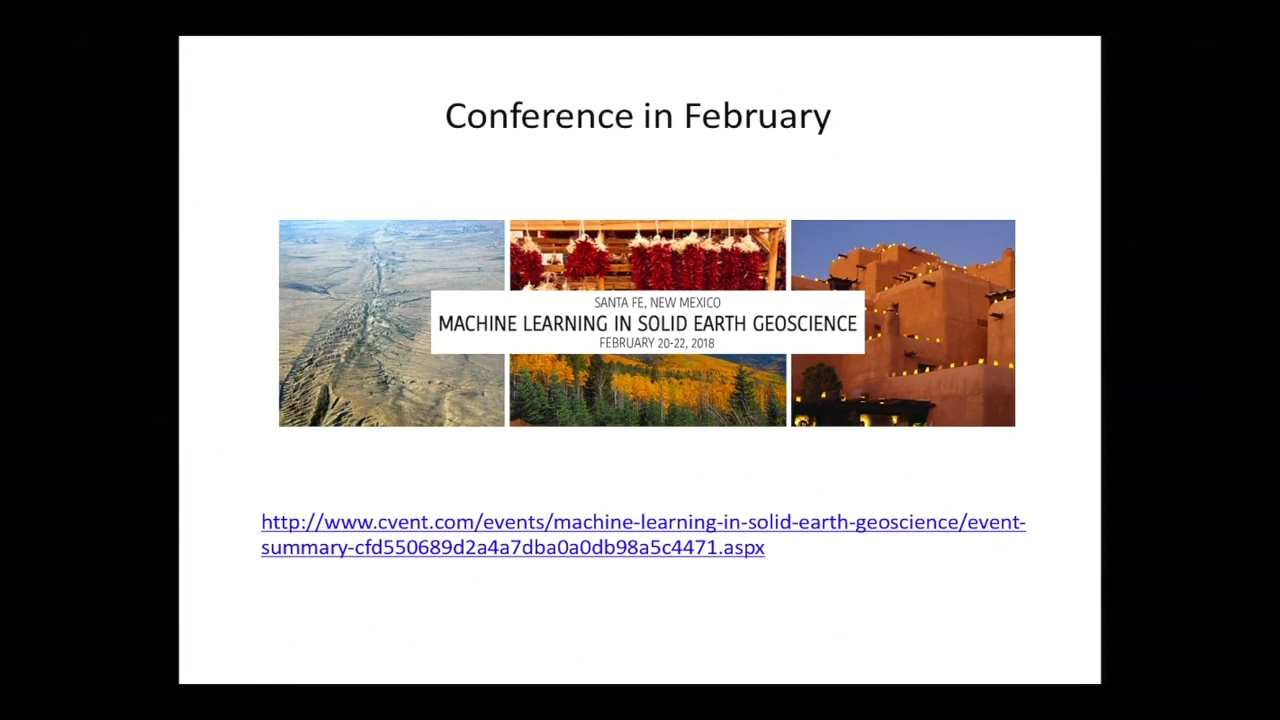 Conference in February
SANTA FE, NEW MEXICO
MACHINE LEARNING IN SOLID EARTH GEOSCIENCE
FEBRUARY 20-22, 2018
http://www.cvent.com/events/machine-learning-in-solid-earth-geoscience/event-
summary-cfd550689d2a4a7dba0a0db98a5c4471.aspx